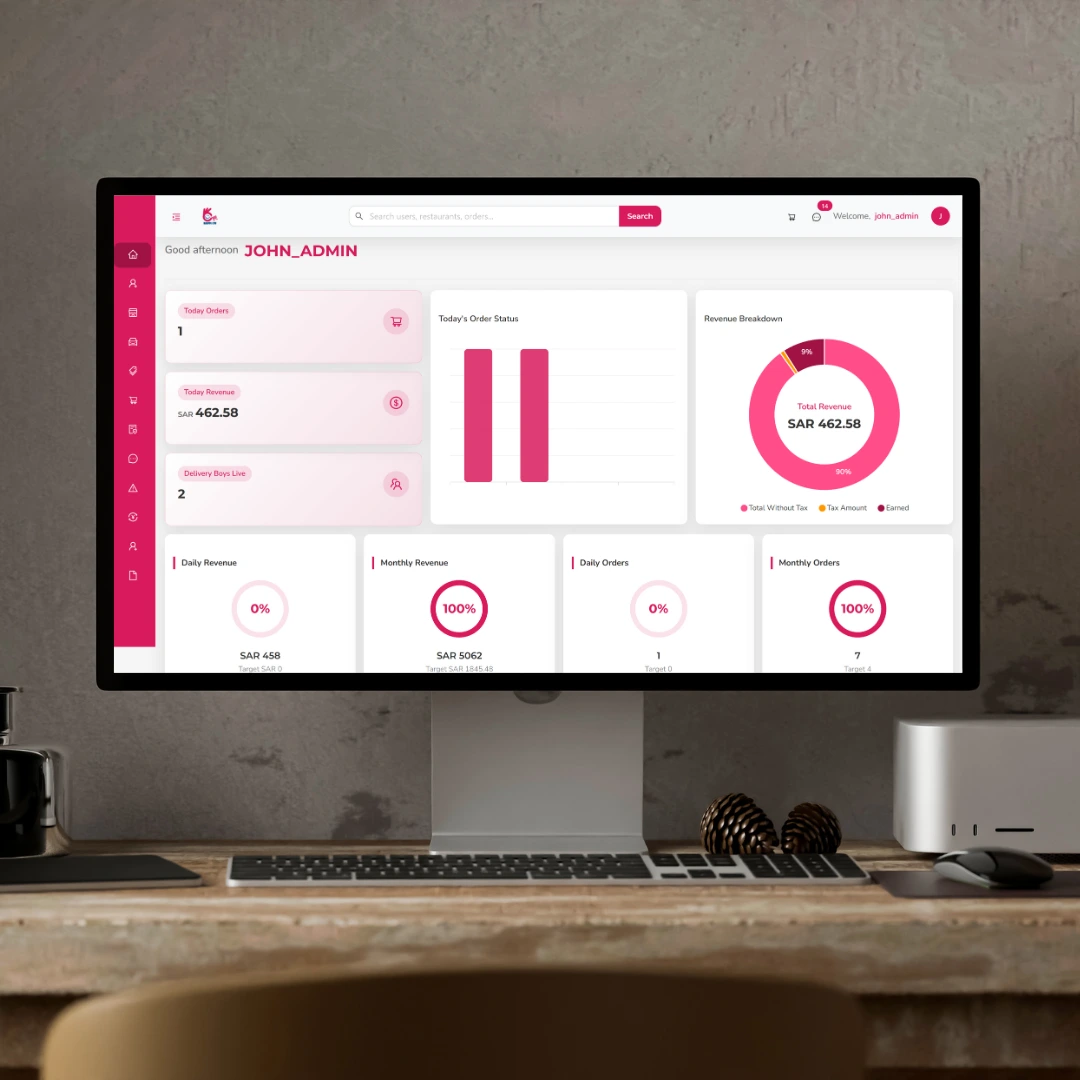 Search users, restaurants, orders...
Search
14
Welcome, john_admin
J
Good afternoon JOHN_ADMIN
Today Orders
1
Today Revenue
SAR 462.58
Delivery Boys Live
2
Today's Order Status
Revenue Breakdown
9%
Total Revenue
SAR 462.58
90%
Total Without Tax
Tax Amount
Earned
Daily Revenue
0%
SAR 458
Target SAR 0
Monthly Revenue
100%
SAR 5062
Target SAR 1845.48
Daily Orders
0%
1
Target 0
Monthly Orders
100%
7
Target 4